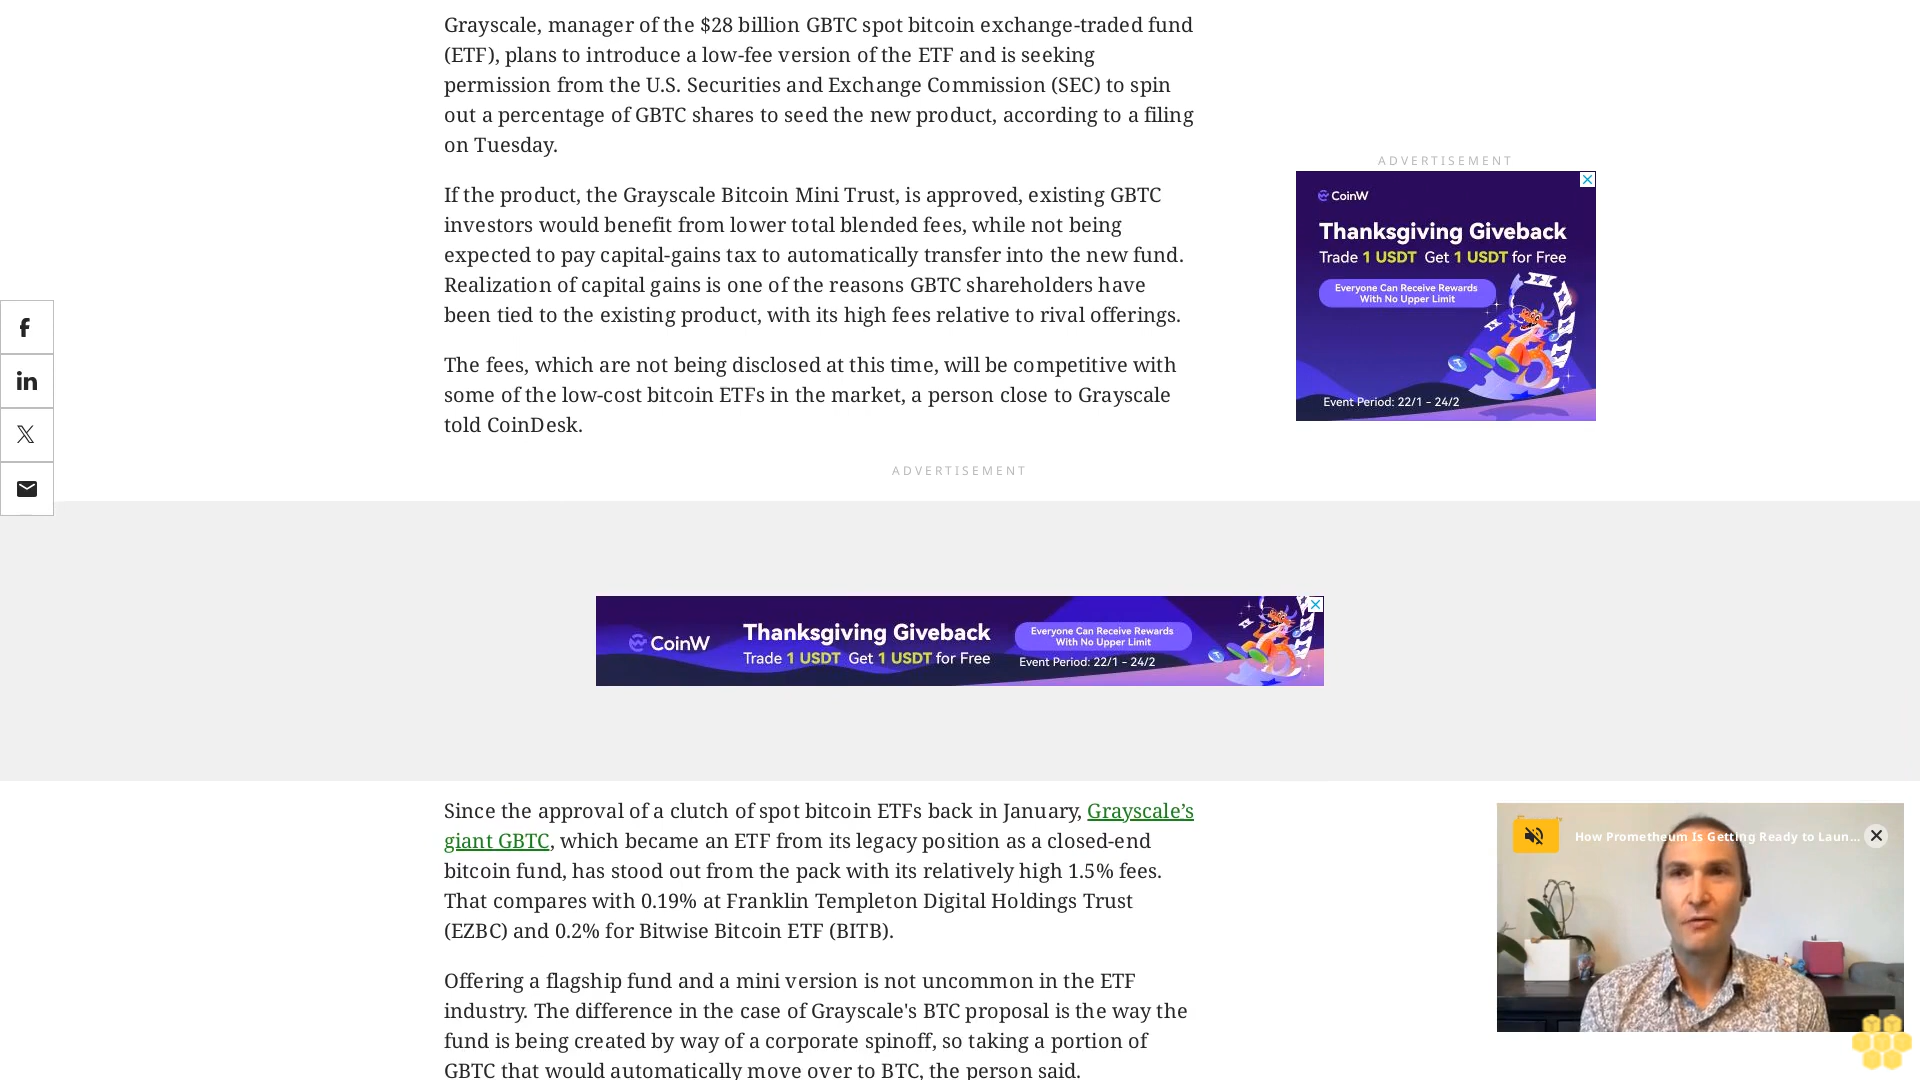 Grayscale, manager of the $28 billion GBTC spot bitcoin exchange-traded fund
(ETF), plans to introduce a low-fee version of the ETF and is seeking
permission from the U.S. Securities and Exchange Commission (SEC) to spin
out a percentage of GBTC shares to seed the new product, according to a filing
on Tuesday.
If the product, the Grayscale Bitcoin Mini Trust, is approved, existing GBTC
investors would benefit from lower total blended fees, while not being
expected to pay capital-gains tax to automatically transfer into the new fund.
Realization of capital gains is one of the reasons GBTC shareholders have
been tied to the existing product, with its high fees relative to rival offerings.
The fees, which are not being disclosed at this time, will be competitive with
some of the low-cost bitcoin ETFs in the market, a person close to Grayscale
told CoinDesk.
ADVERTISEMENT
CoinW
Thanksgiving Giveback
Trade 1 USDT Get 1 USDT for Free
Everyone Can Receive Rewards
With No Upper Limit
Event Period: 22/1 - 24/2
ADVERTISEMENT
CoinW
Thanksgiving Giveback
Trade 1 USDT Get 1 USDT for Free
Everyone Can Receive Rewards
With No Upper Limit
Event Period: 22/1 - 24/2
Since the approval of a clutch of spot bitcoin ETFs back in January, Grayscale’s
giant GBTC, which became an ETF from its legacy position as a closed-end
bitcoin fund, has stood out from the pack with its relatively high 1.5% fees.
That compares with 0.19% at Franklin Templeton Digital Holdings Trust
(EZBC) and 0.2% for Bitwise Bitcoin ETF (BITB).
Offering a flagship fund and a mini version is not uncommon in the ETF
industry. The difference in the case of Grayscale's BTC proposal is the way the
fund is being created by way of a corporate spinoff, so taking a portion of
GBTC that would automatically move over to BTC, the person said.
How Prometheum Is Getting Ready to Laun...